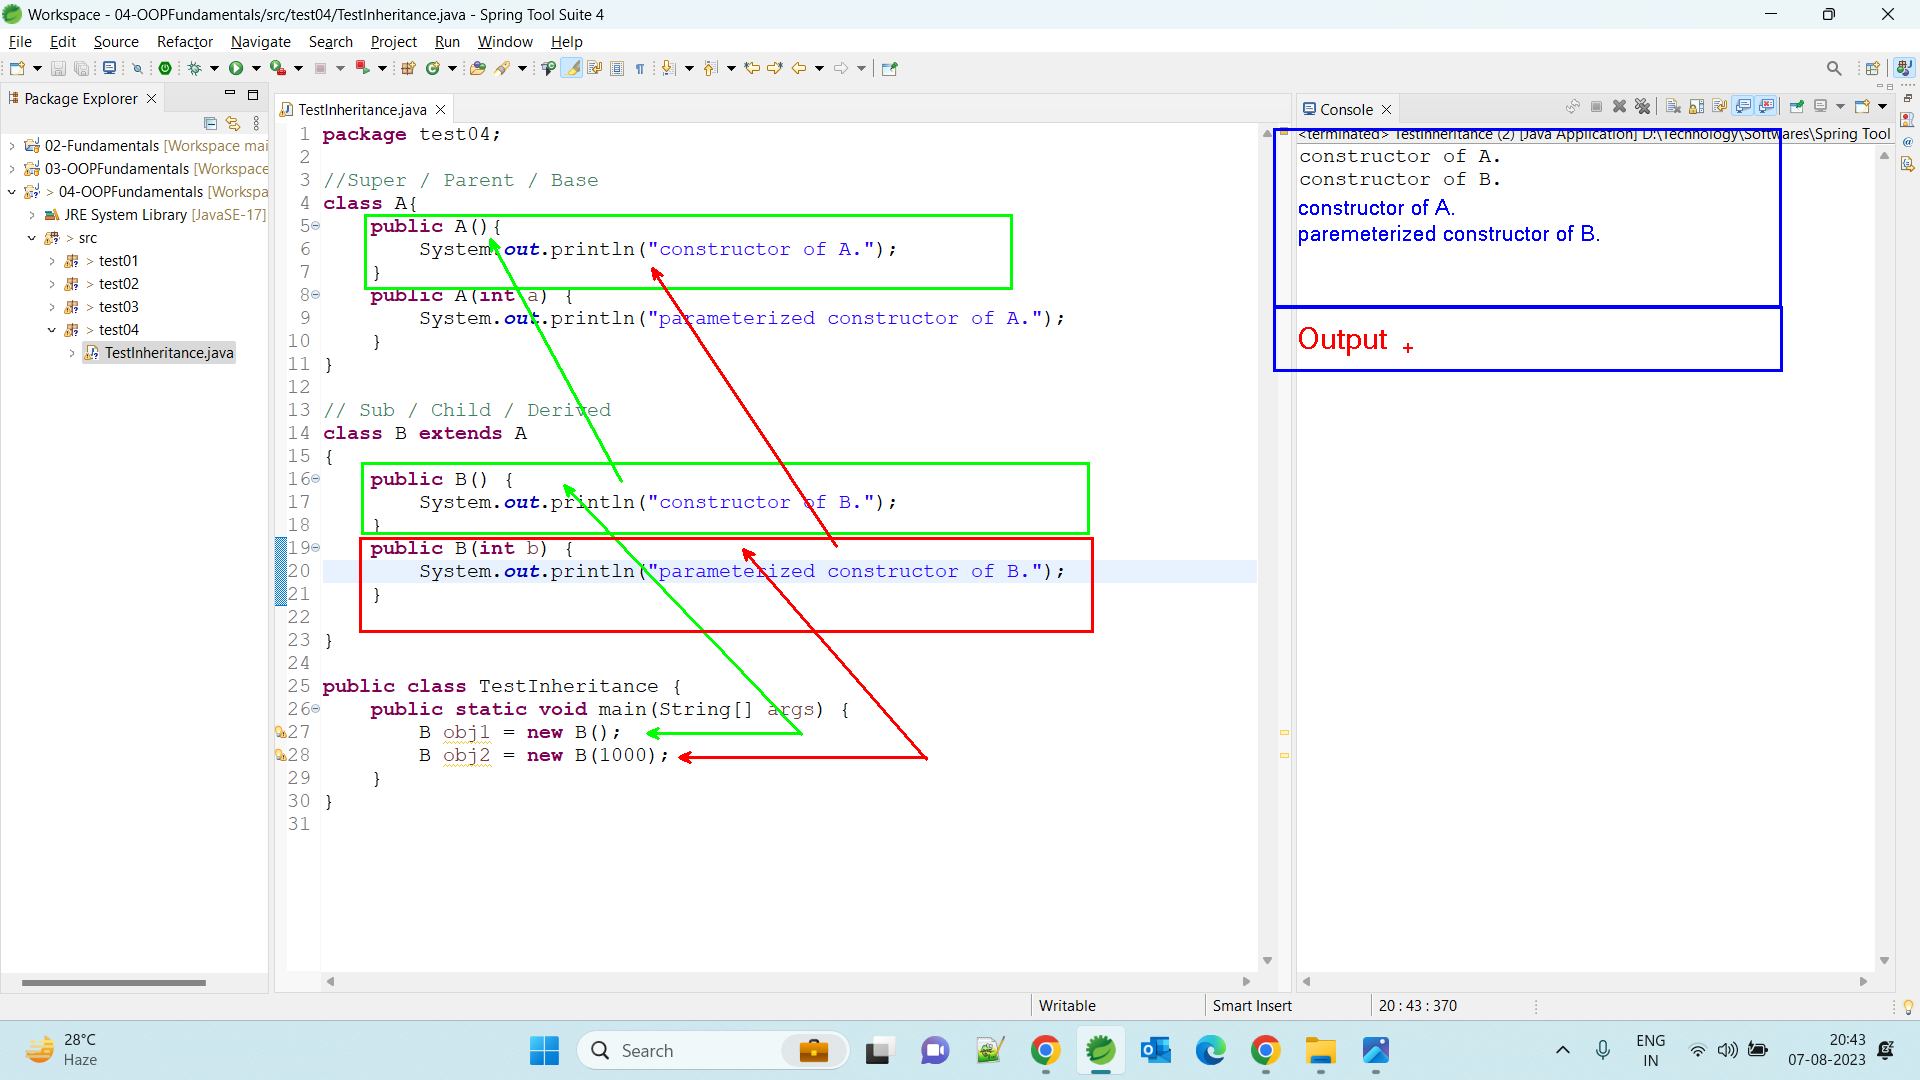 Workspace - 04-OOPFundamentals/src/test04/TestInheritance.java - Spring Tool Suite 4
File Edit Source Refactor Navigate Search Project Run Window Help
Package Explorer
02-Fundamentals [Workspace mai
03-OOPFundamentals [Workspace
> 04-OOPFundamentals [Workspa
JRE System Library [JavaSE-17]
> src
> test01
> test02
> test03
> test04
TestInheritance.java
TestInheritance.java
1 package test04;
2
3 //Super / Parent / Base
4 class A{
5 public A(){
6 System.out.println("constructor of A.");
7 }
8 public A(int a) {
9 System.out.println("parameterized constructor of A.");
10 }
11 }
12
13 // Sub / Child / Derived
14 class B extends A
15 {
16 public B() {
17 System.out.println("constructor of B.");
18 }
19 public B(int b) {
20 System.out.println("parameterized constructor of B.");
21 }
22
23 }
24
25 public class TestInheritance {
26 public static void main(String[] args) {
27 B obj1 = new B();
28 B obj2 = new B(1000);
29 }
30 }
31
Console
<terminated> TestInheritance (2) [Java Application] D:\Technology\Softwares\Spring Tool
constructor of A.
constructor of B.
constructor of A.
paremeterized constructor of B.
Output +
Writable Smart Insert 20 : 43 : 370
28°C
Haze
Search
ENG
IN
20:43
07-08-2023